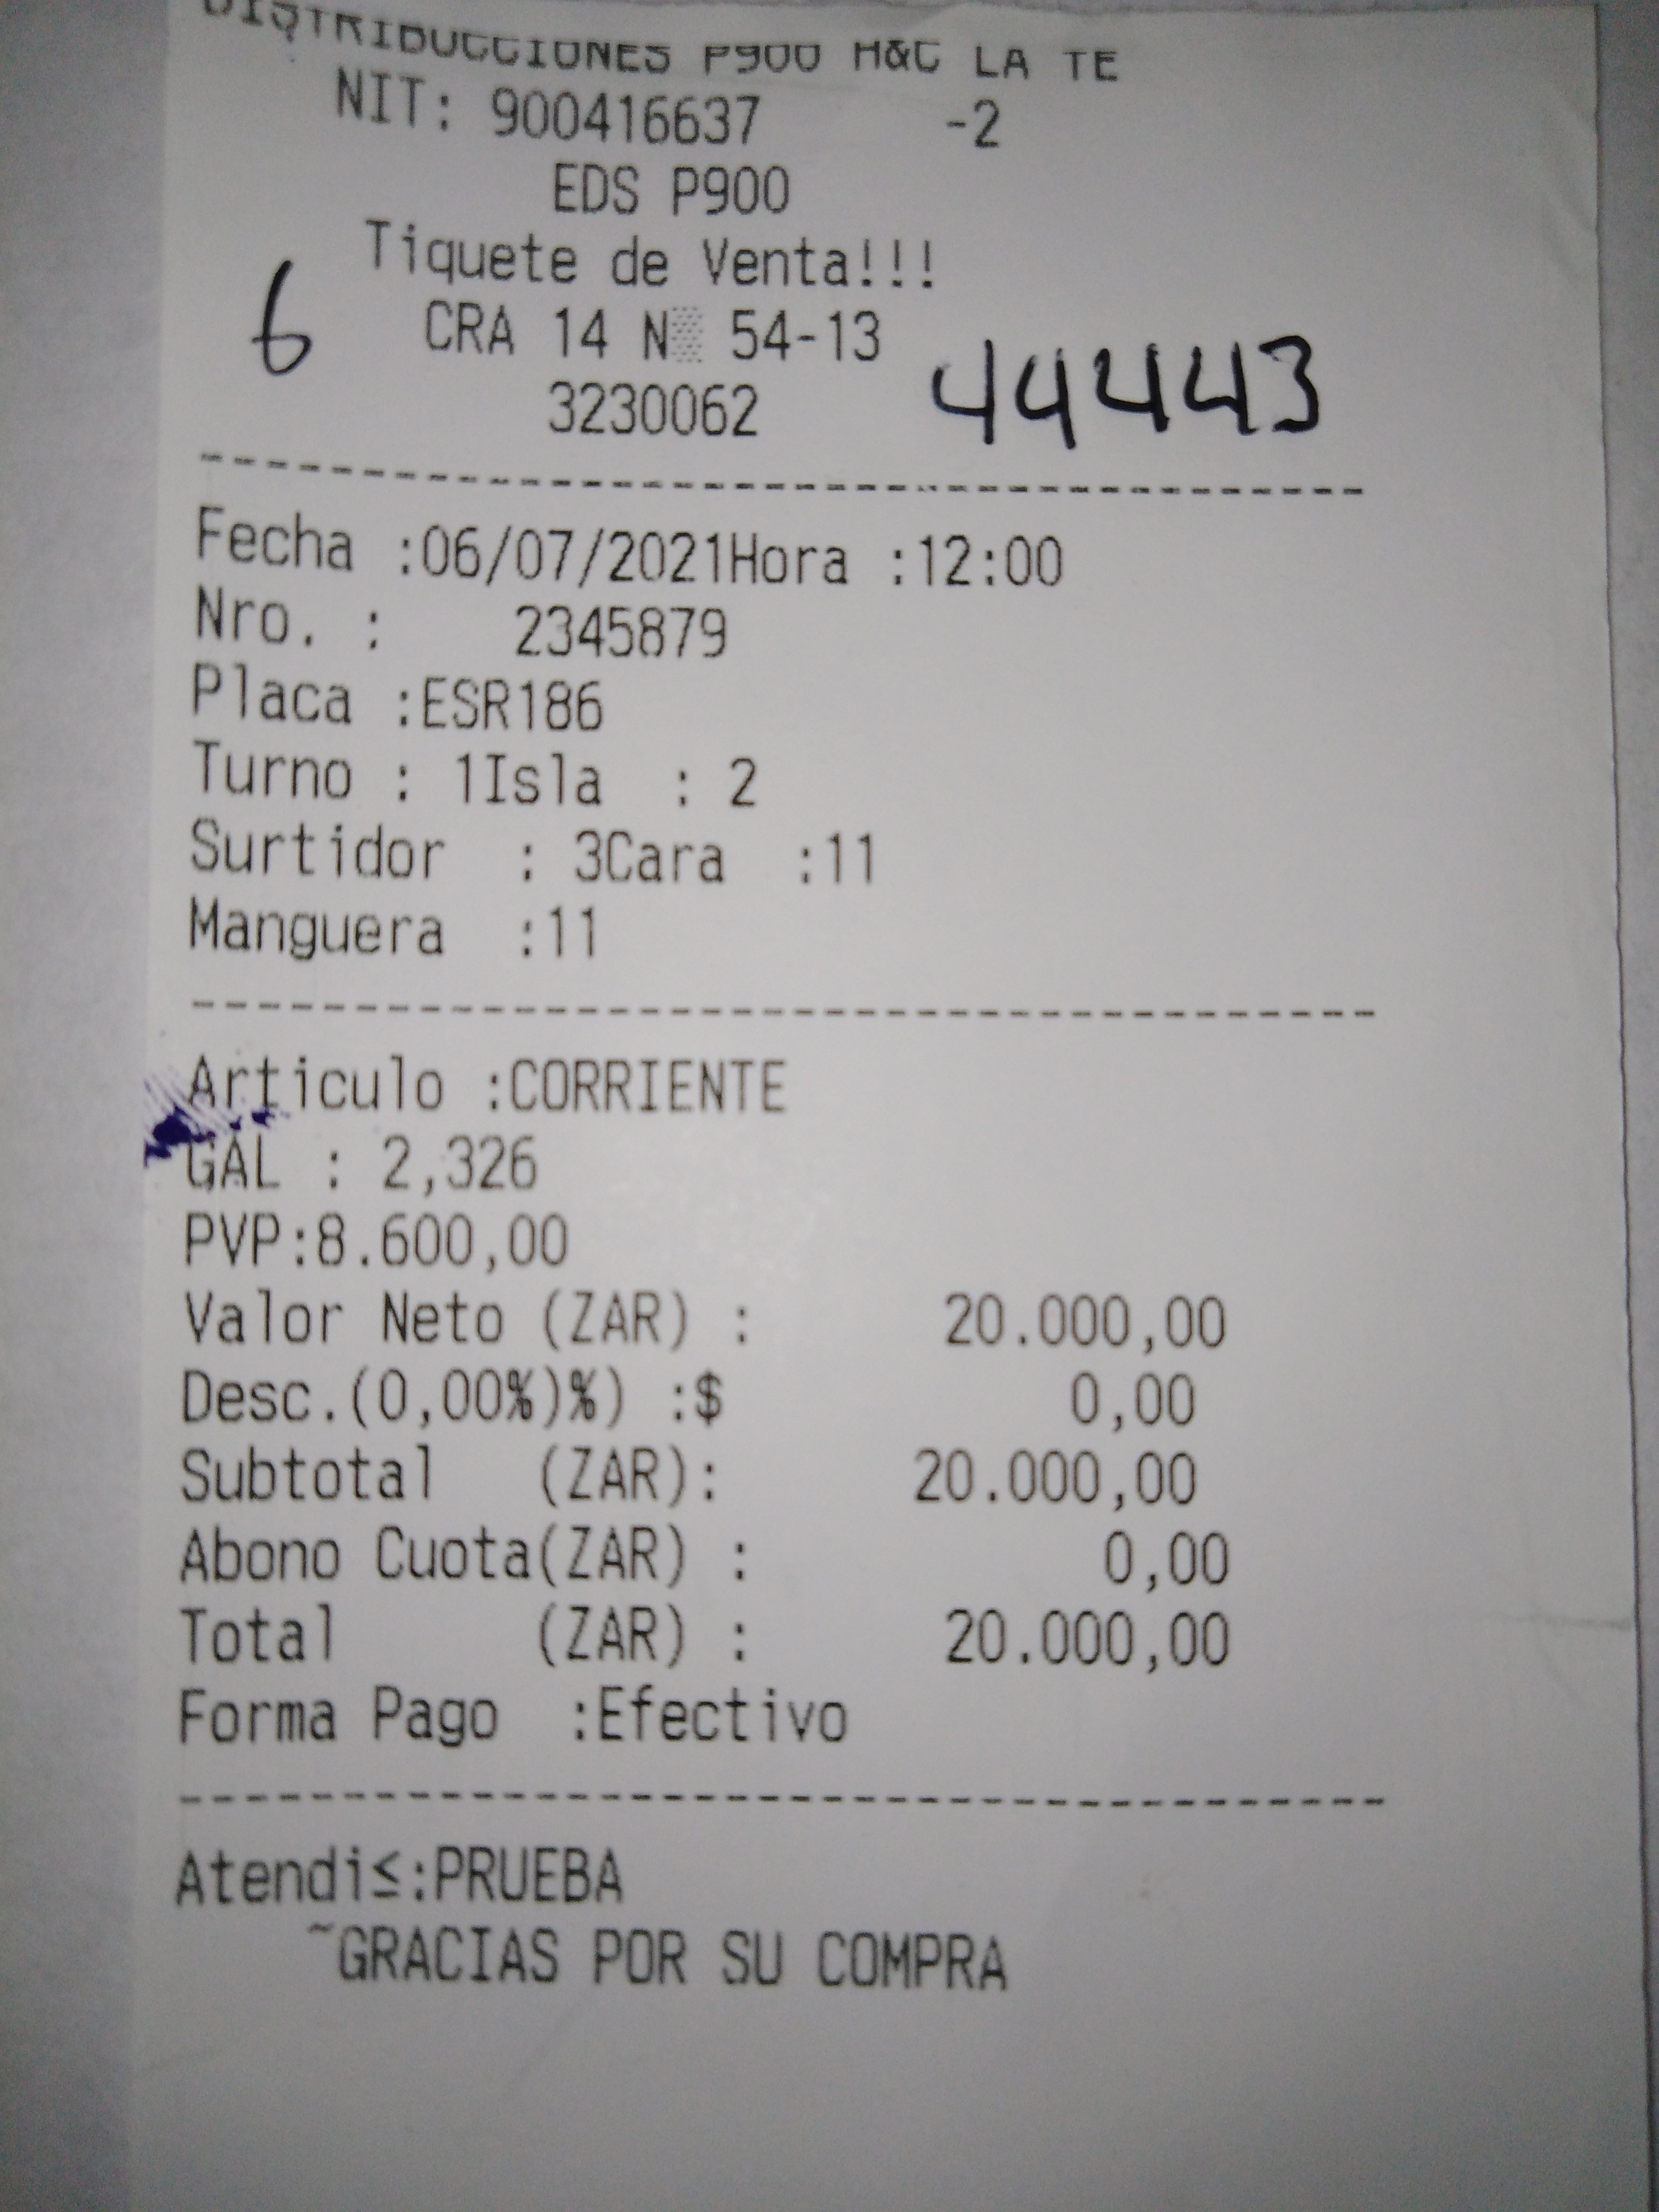 DISTRIBUCCIONES P900 H&C LA TE
NIT: 900416637 -2
EDS P900
Tiquete de Venta!!!
6
CRA 14 N▒ 54-13
44443
3230062
Fecha :06/07/2021Hora :12:00
Nro. : 2345879
Placa :ESR186
Turno : 1Isla : 2
Surtidor : 3Cara :11
Manguera :11
Articulo :CORRIENTE
GAL : 2,326
PVP:8.600,00
Valor Neto (ZAR) : 20.000,00
Desc.(0,00%)%) :$ 0,00
Subtotal (ZAR): 20.000,00
Abono Cuota(ZAR) : 0,00
Total (ZAR) : 20.000,00
Forma Pago :Efectivo
Atendi≤:PRUEBA
~GRACIAS POR SU COMPRA